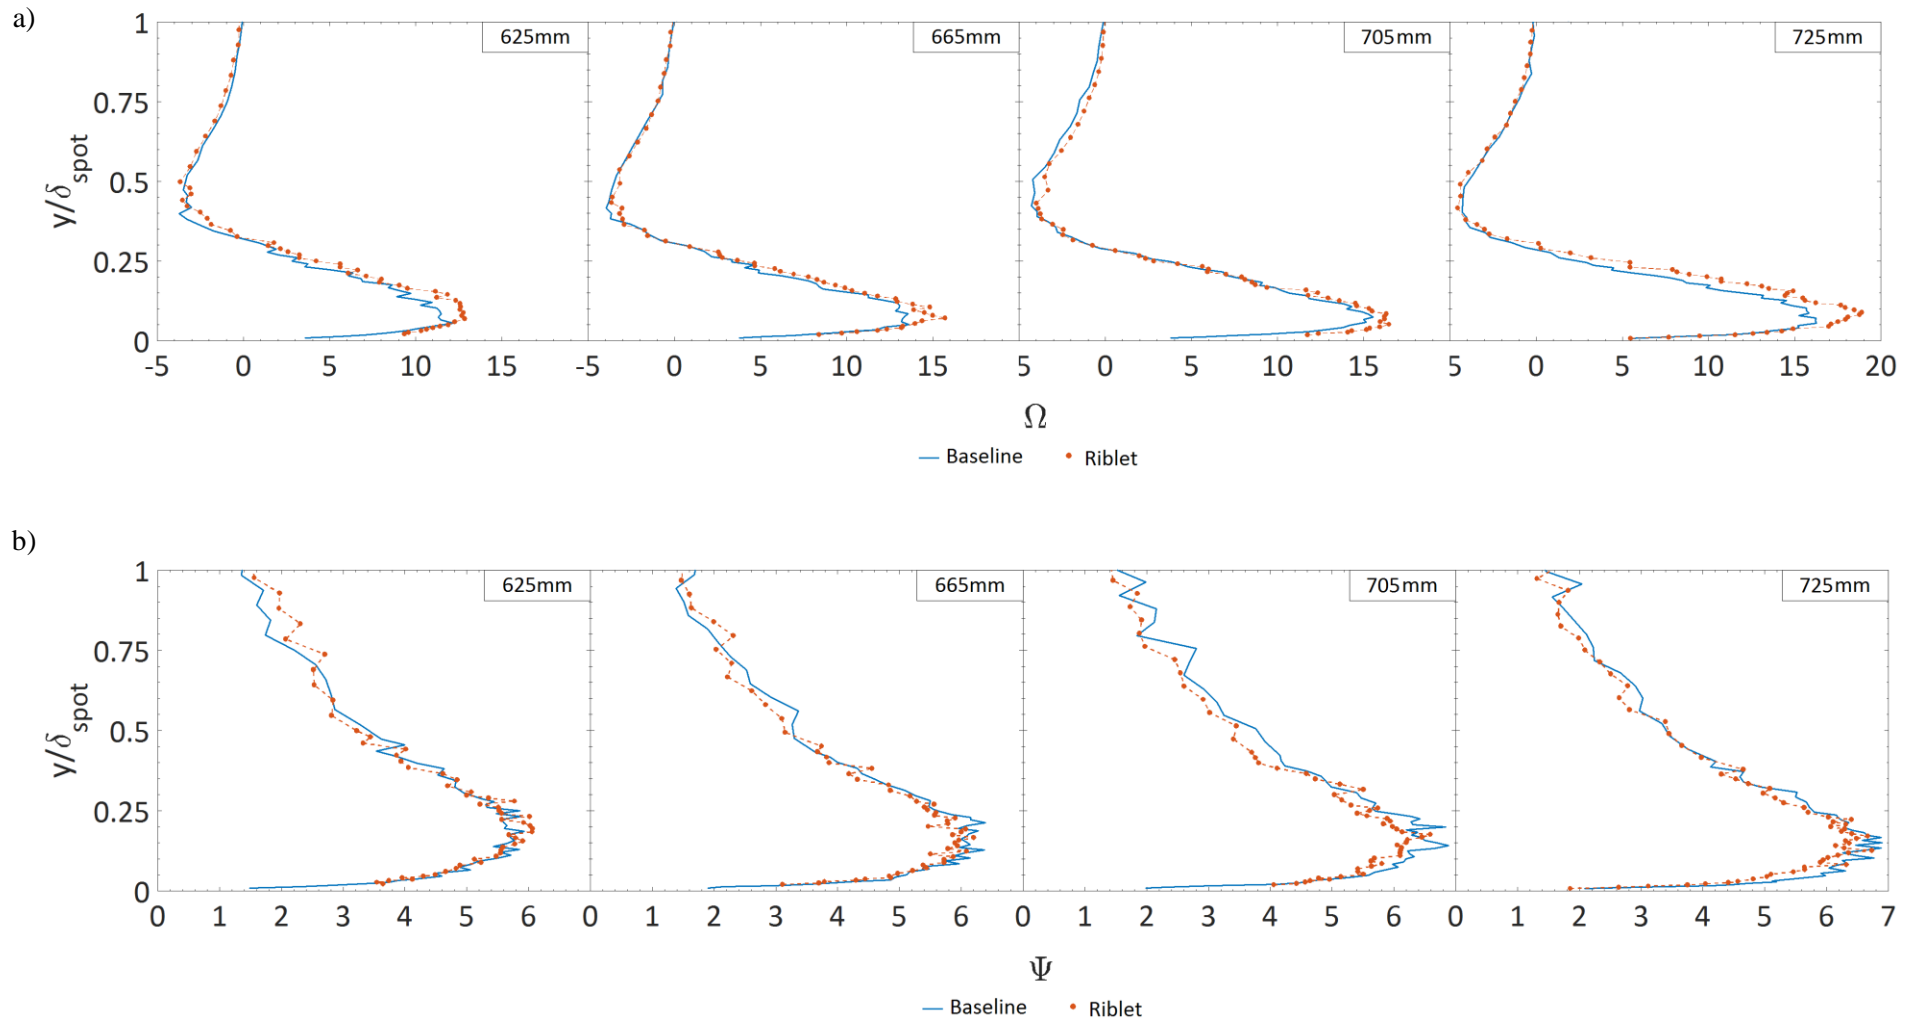 a)
625mm 665mm 705mm 725mm
1
0.75
0.5
0.25
0
y/δspot
-5 0 5 10 15 -5 0 5 10 15 5 0 5 10 15 5 0 5 10 15 20
Ω
Baseline Riblet
b)
625mm 665mm 705mm 725mm
1
0.75
0.5
0.25
0
y/δspot
0 1 2 3 4 5 6 0 1 2 3 4 5 6 0 1 2 3 4 5 6 0 1 2 3 4 5 6 7
Ψ
Baseline Riblet